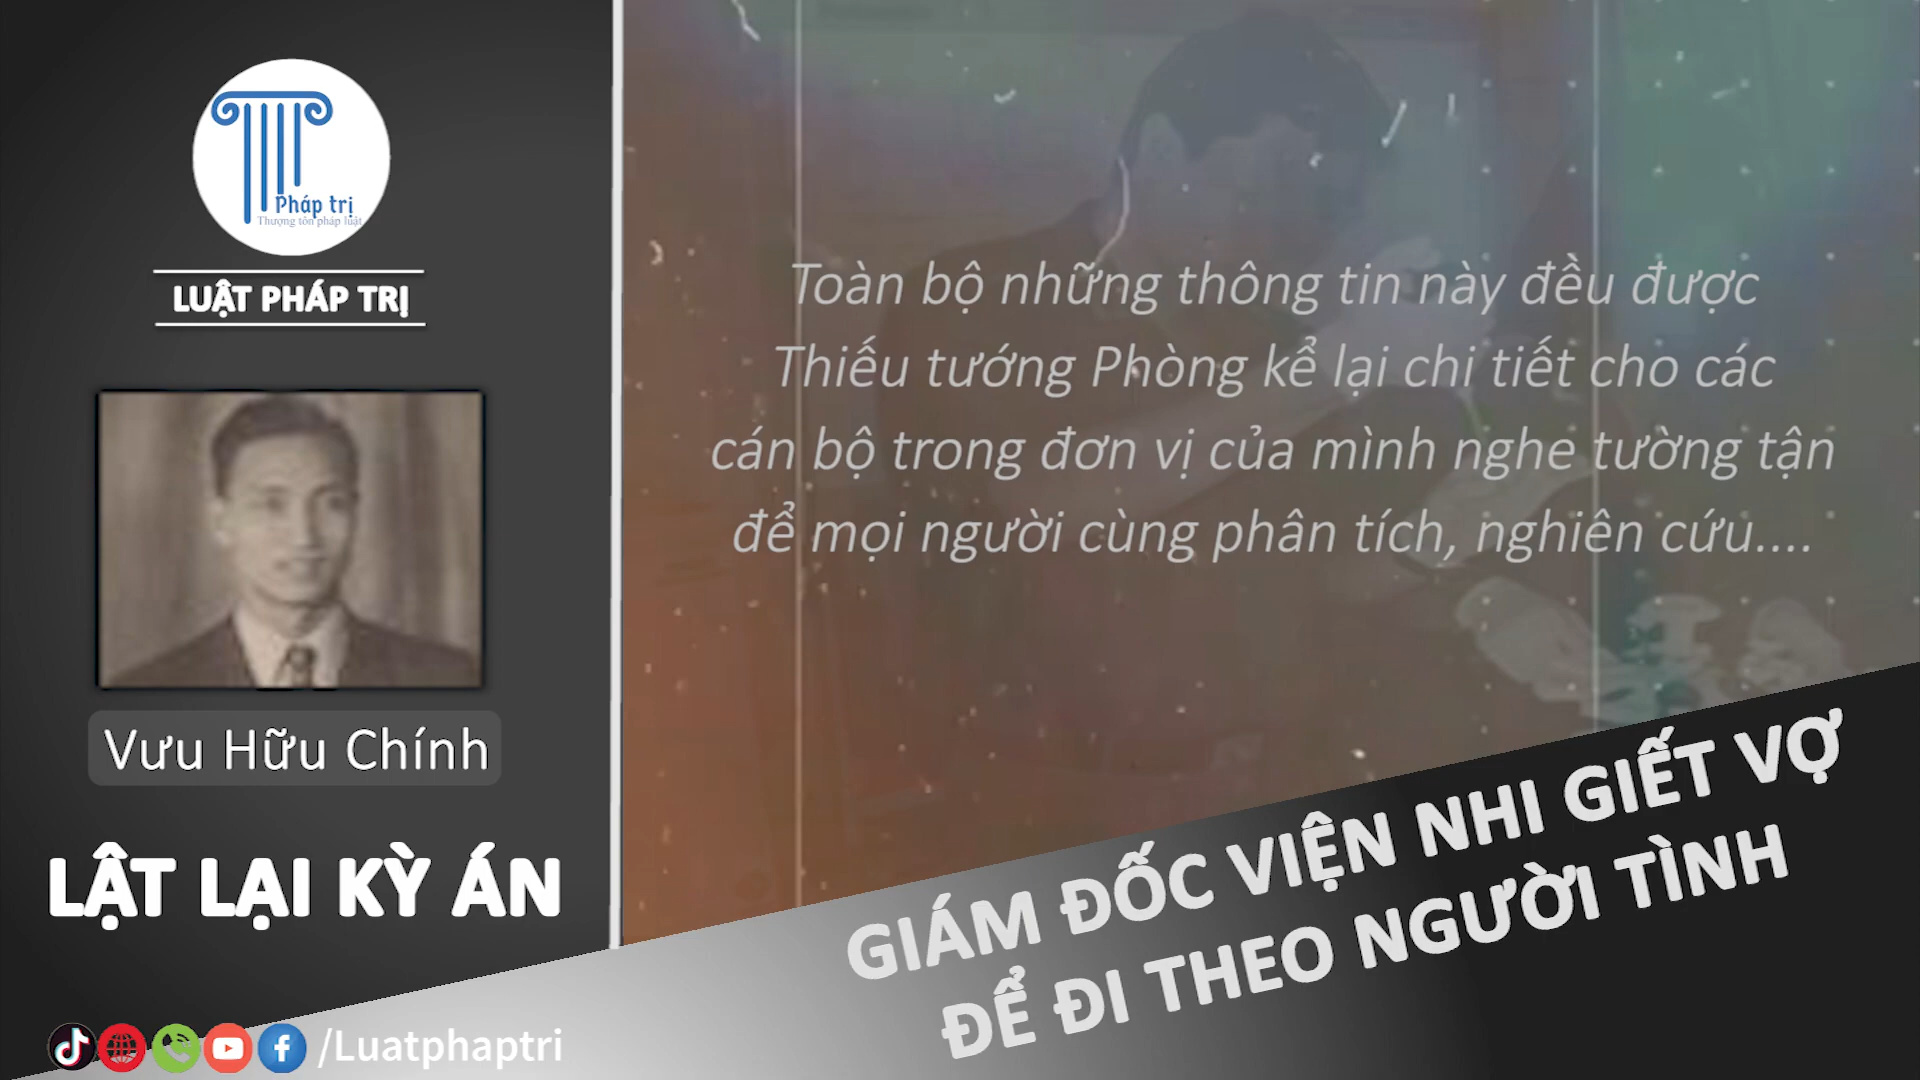 Pháp trị
Thượng tôn pháp luật
LUẬT PHÁP TRỊ
Vưu Hữu Chính
LẬT LẠI KỲ ÁN
/Luatphaptri
Toàn bộ những thông tin này đều được
Thiếu tướng Phòng kể lại chi tiết cho các
cán bộ trong đơn vị của mình nghe tường tận
để mọi người cùng phân tích, nghiên cứu....
GIÁM ĐỐC VIỆN NHI GIẾT VỢ
ĐỂ ĐI THEO NGƯỜI TÌNH